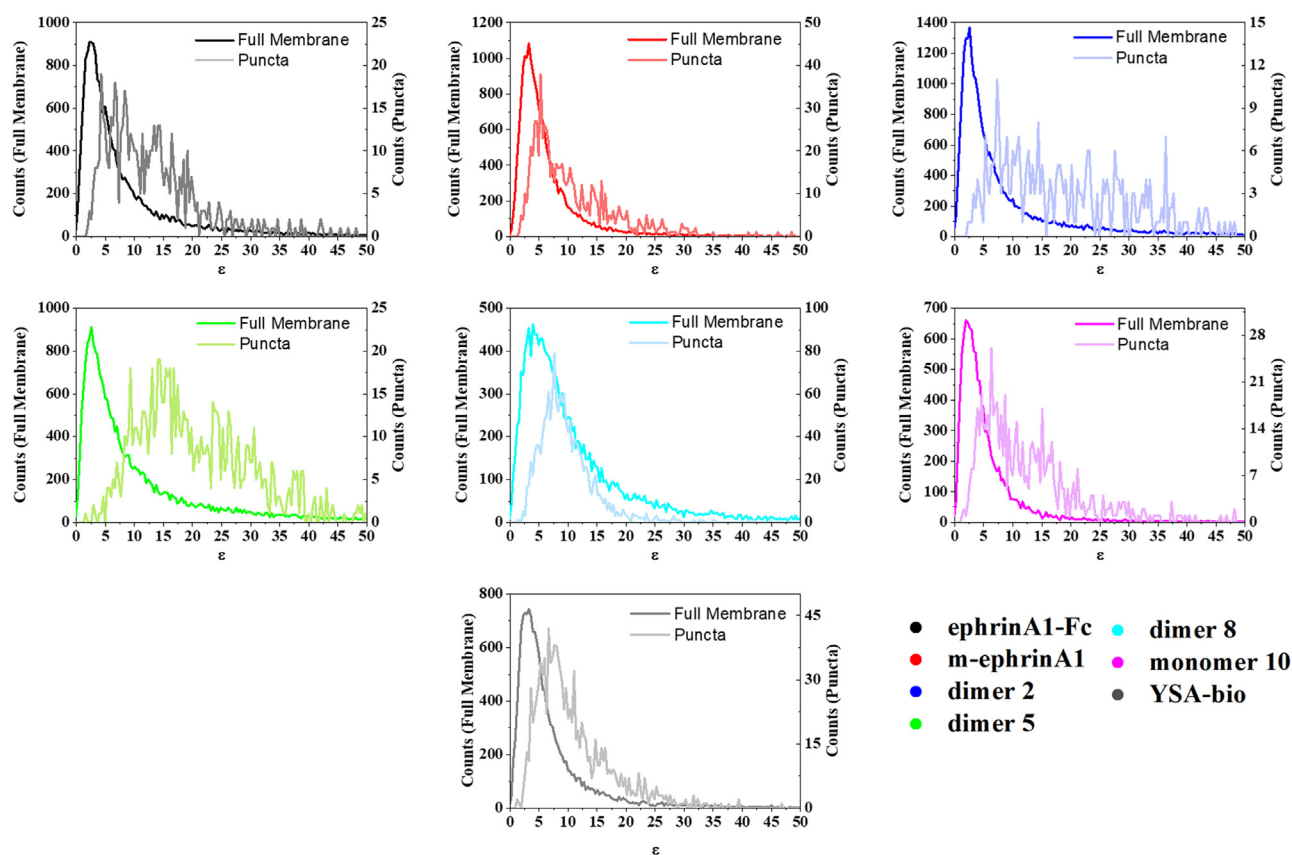 Counts (Full Membrane)
1000
800
600
400
200
0
Full Membrane
Puncta
25
20
15
10
5
0
Counts (Puncta)
0 5 10 15 20 25 30 35 40 45 50
ε
Counts (Full Membrane)
1200
1000
800
600
400
200
0
Full Membrane
Puncta
50
40
30
20
10
0
Counts (Puncta)
0 5 10 15 20 25 30 35 40 45 50
ε
Counts (Full Membrane)
1400
1200
1000
800
600
400
200
0
Full Membrane
Puncta
15
12
9
6
3
0
Counts (Puncta)
0 5 10 15 20 25 30 35 40 45 50
ε
Counts (Full Membrane)
1000
800
600
400
200
0
Full Membrane
Puncta
25
20
15
10
5
0
Counts (Puncta)
0 5 10 15 20 25 30 35 40 45 50
ε
Counts (Full Membrane)
500
400
300
200
100
0
Full Membrane
Puncta
100
80
60
40
20
0
Counts (Puncta)
0 5 10 15 20 25 30 35 40 45 50
ε
Counts (Full Membrane)
700
600
500
400
300
200
100
0
Full Membrane
Puncta
28
21
14
7
0
Counts (Puncta)
0 5 10 15 20 25 30 35 40 45 50
ε
Counts (Full Membrane)
800
600
400
200
0
Full Membrane
Puncta
45
30
15
0
Counts (Puncta)
0 5 10 15 20 25 30 35 40 45 50
ε
ephrinA1-Fc
m-ephrinA1
dimer 2
dimer 5
dimer 8
monomer 10
YSA-bio